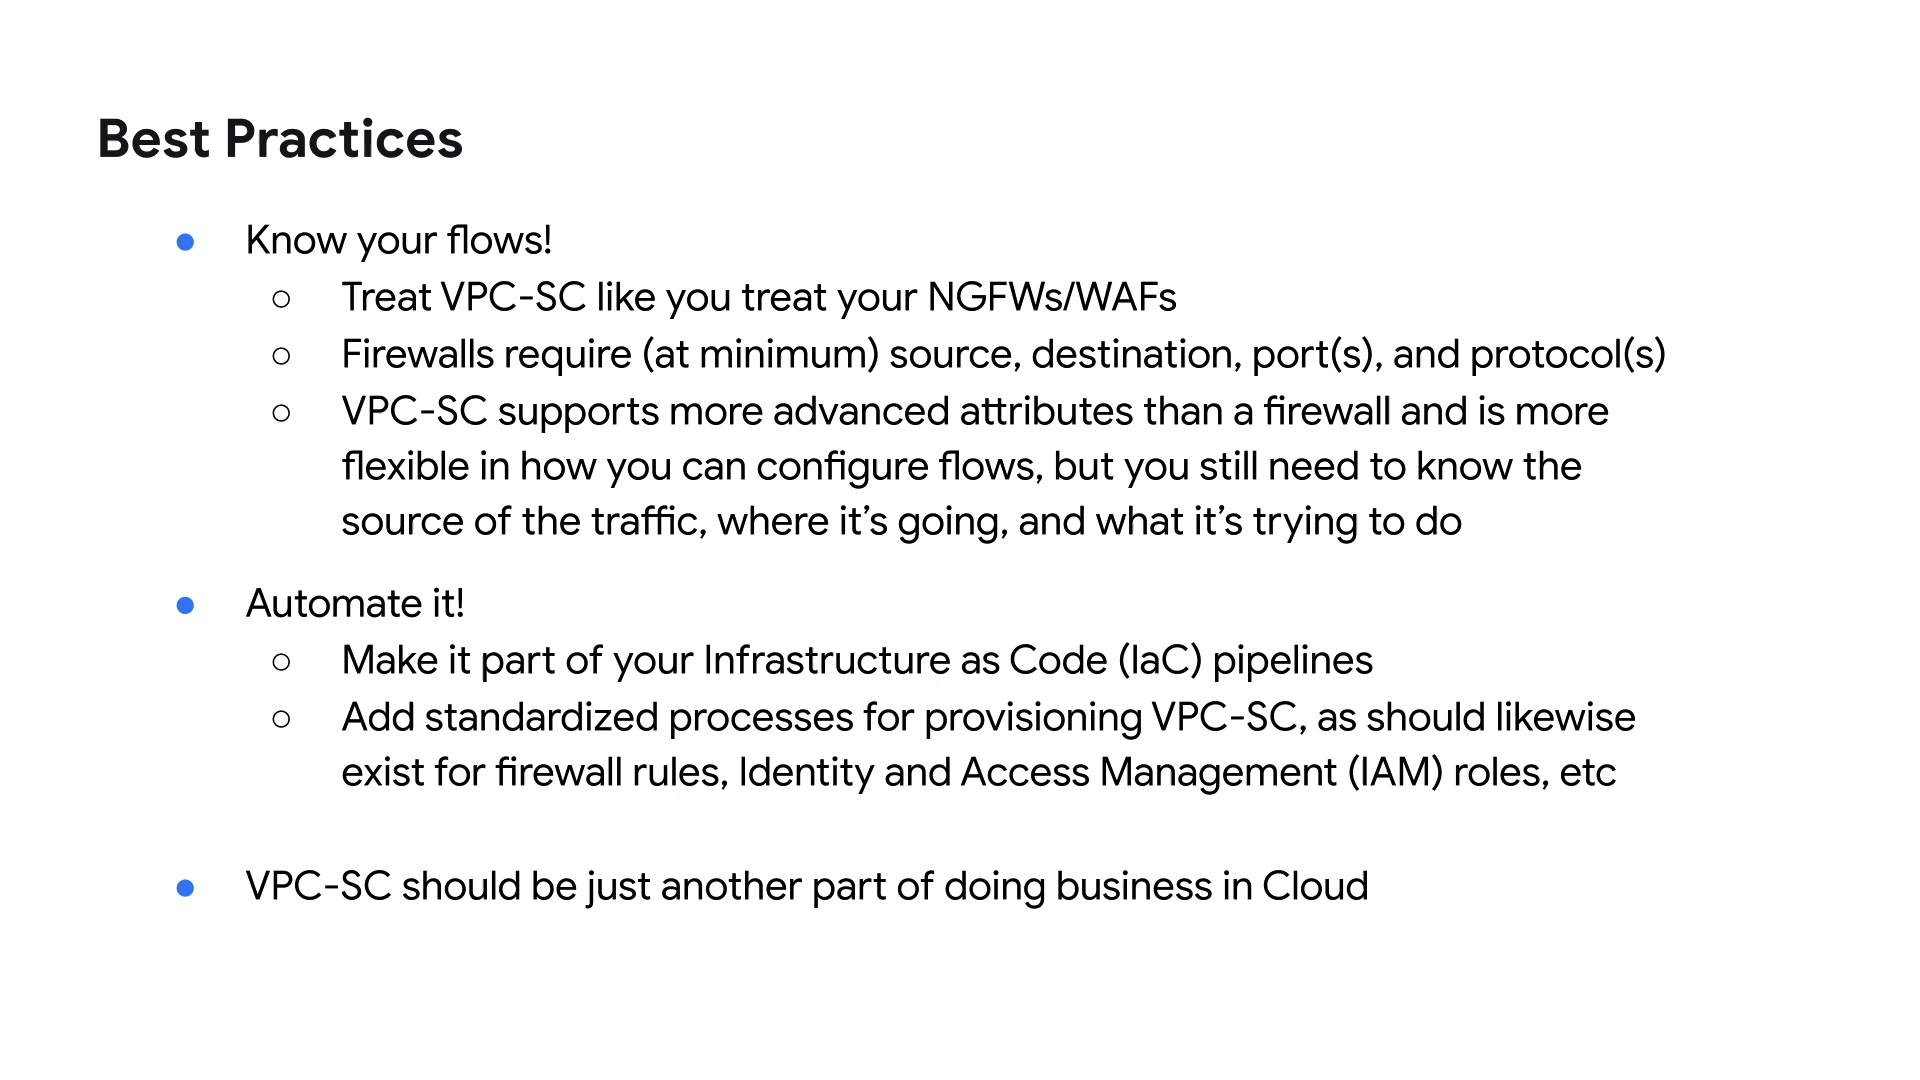 Best Practices
● Know your flows!
○ Treat VPC-SC like you treat your NGFWs/WAFs
○ Firewalls require (at minimum) source, destination, port(s), and protocol(s)
○ VPC-SC supports more advanced attributes than a firewall and is more
flexible in how you can configure flows, but you still need to know the
source of the traffic, where it’s going, and what it’s trying to do
● Automate it!
○ Make it part of your Infrastructure as Code (IaC) pipelines
○ Add standardized processes for provisioning VPC-SC, as should likewise
exist for firewall rules, Identity and Access Management (IAM) roles, etc
● VPC-SC should be just another part of doing business in Cloud